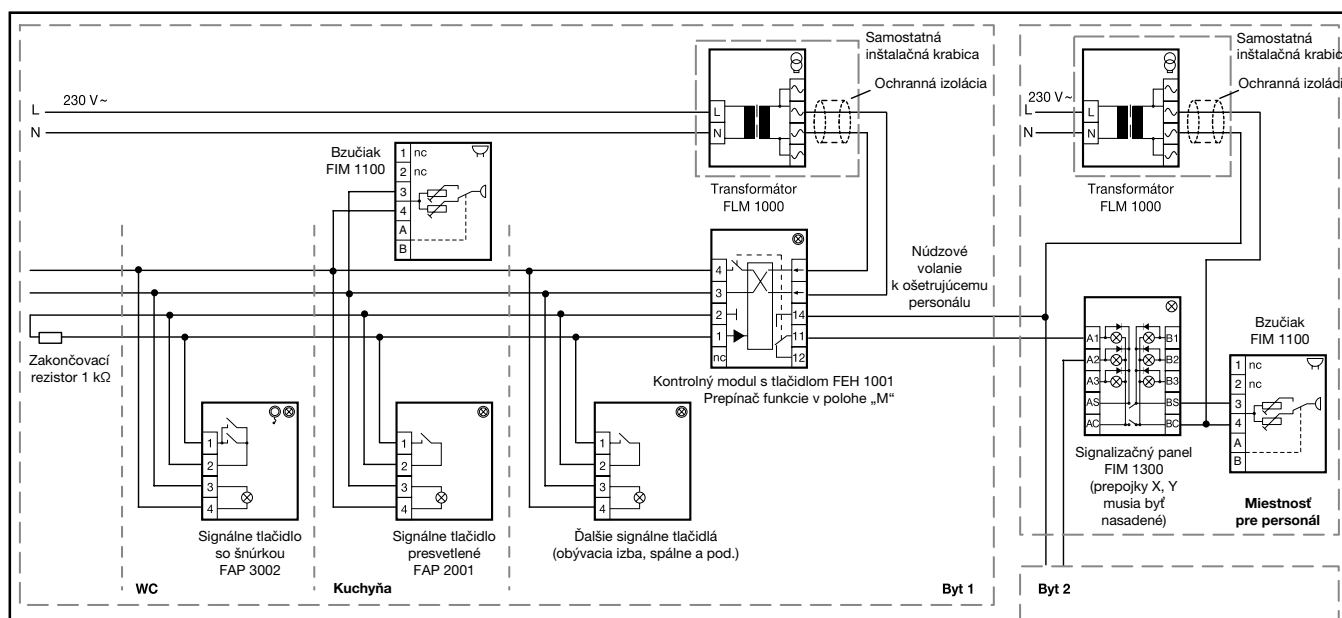 Samostatná
inštalačná krabica
Ochranná izolácia
L
230 V~
N
L
N
Transformátor
FLM 1000
Bzučiak
FIM 1100
1 nc
2 nc
3
4
A
B
4
3
2
1
nc
14
11
12
Núdzové
volanie
k ošetrujúcemu
personálu
Kontrolný modul s tlačidlom FEH 1001
Prepínač funkcie v polohe „M“
Zakončovací
rezistor 1 kΩ
1
2
3
4
Signálne tlačidlo
so šnúrkou
FAP 3002
WC
1
2
3
4
Signálne tlačidlo
presvetlené
FAP 2001
Kuchyňa
1
2
3
4
Ďalšie signálne tlačidlá
(obývacia izba, spálne a pod.)
Byt 1
Samostatná
inštalačná krabic
Ochranná izoláci
230 V~
L
N
L
N
Transformátor
FLM 1000
A1
A2
A3
AS
AC
B1
B2
B3
BS
BC
Signalizačný panel
FIM 1300
(prepojky X, Y
musia byť
nasadené)
Bzučiak
FIM 1100
1 nc
2 nc
3
4
A
B
Miestnosť
pre personál
Byt 2